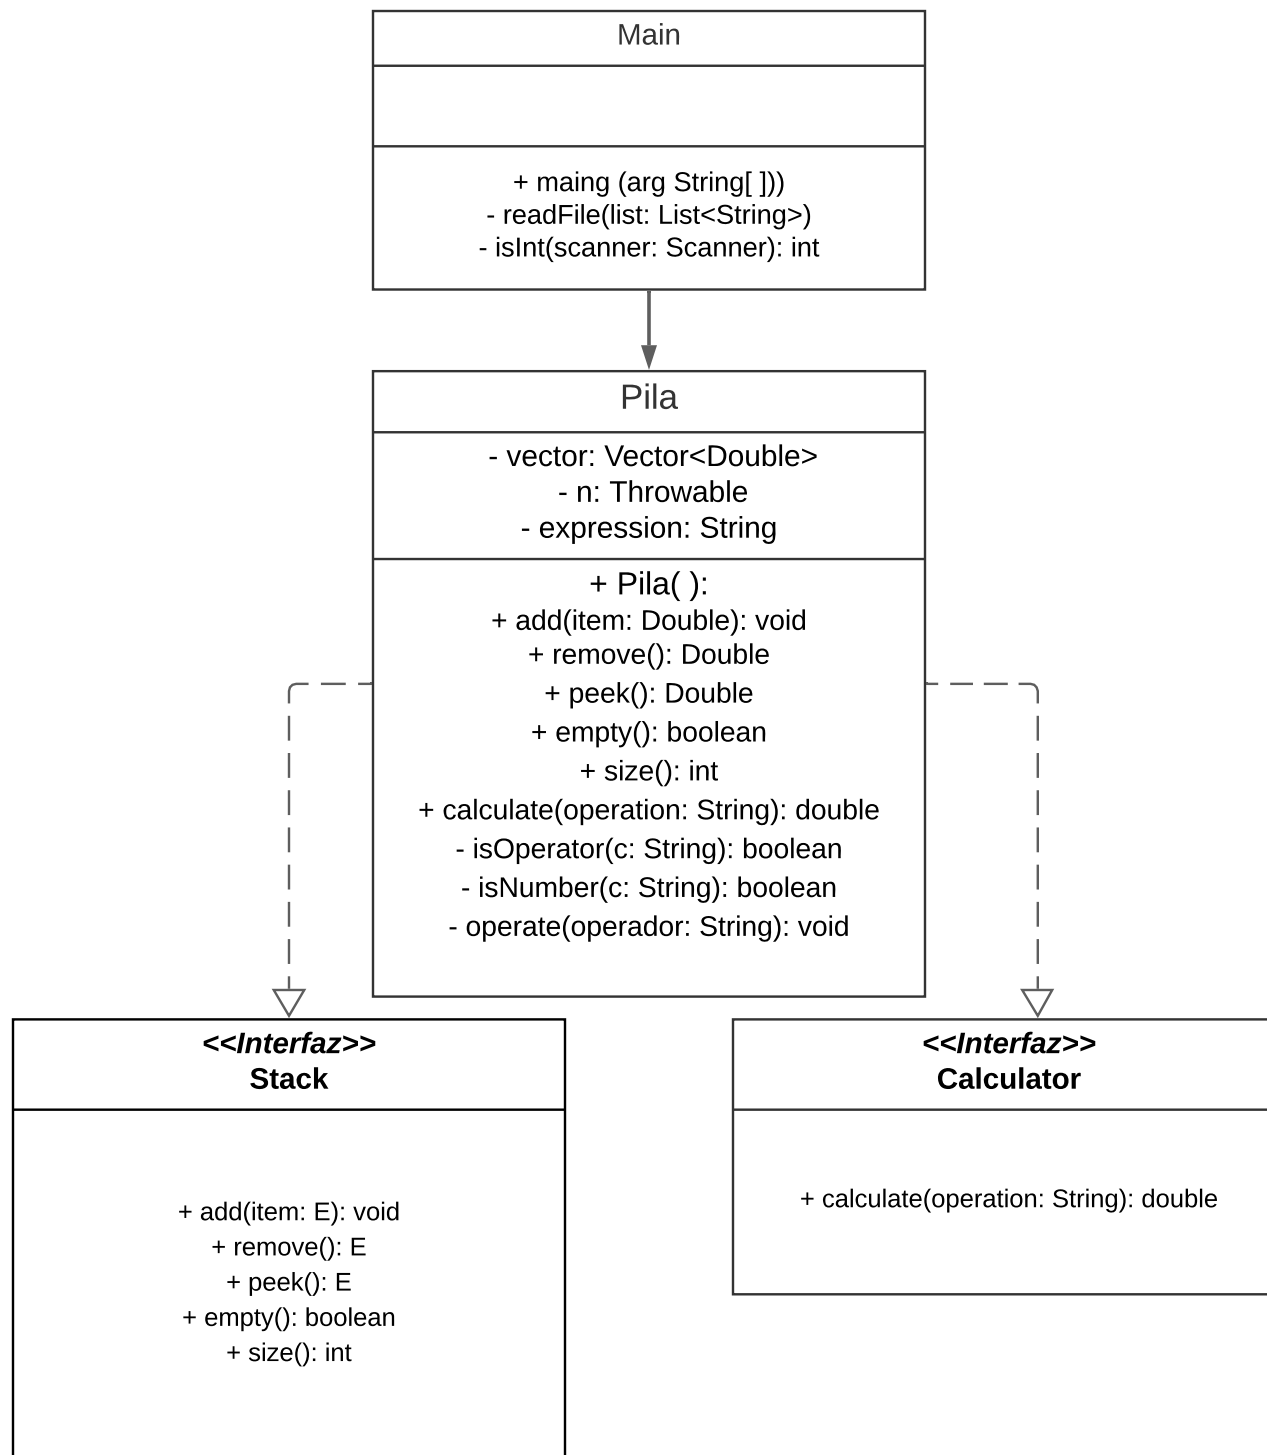 Main
+ maing (arg String[ ]))
- readFile(list: List<String>)
- isInt(scanner: Scanner): int
Pila
- vector: Vector<Double>
- n: Throwable
- expression: String
+ Pila( ):
+ add(item: Double): void
+ remove(): Double
+ peek(): Double
+ empty(): boolean
+ size(): int
+ calculate(operation: String): double
- isOperator(c: String): boolean
- isNumber(c: String): boolean
- operate(operador: String): void
<<Interfaz>>
Stack
+ add(item: E): void
+ remove(): E
+ peek(): E
+ empty(): boolean
+ size(): int
<<Interfaz>>
Calculator
+ calculate(operation: String): double